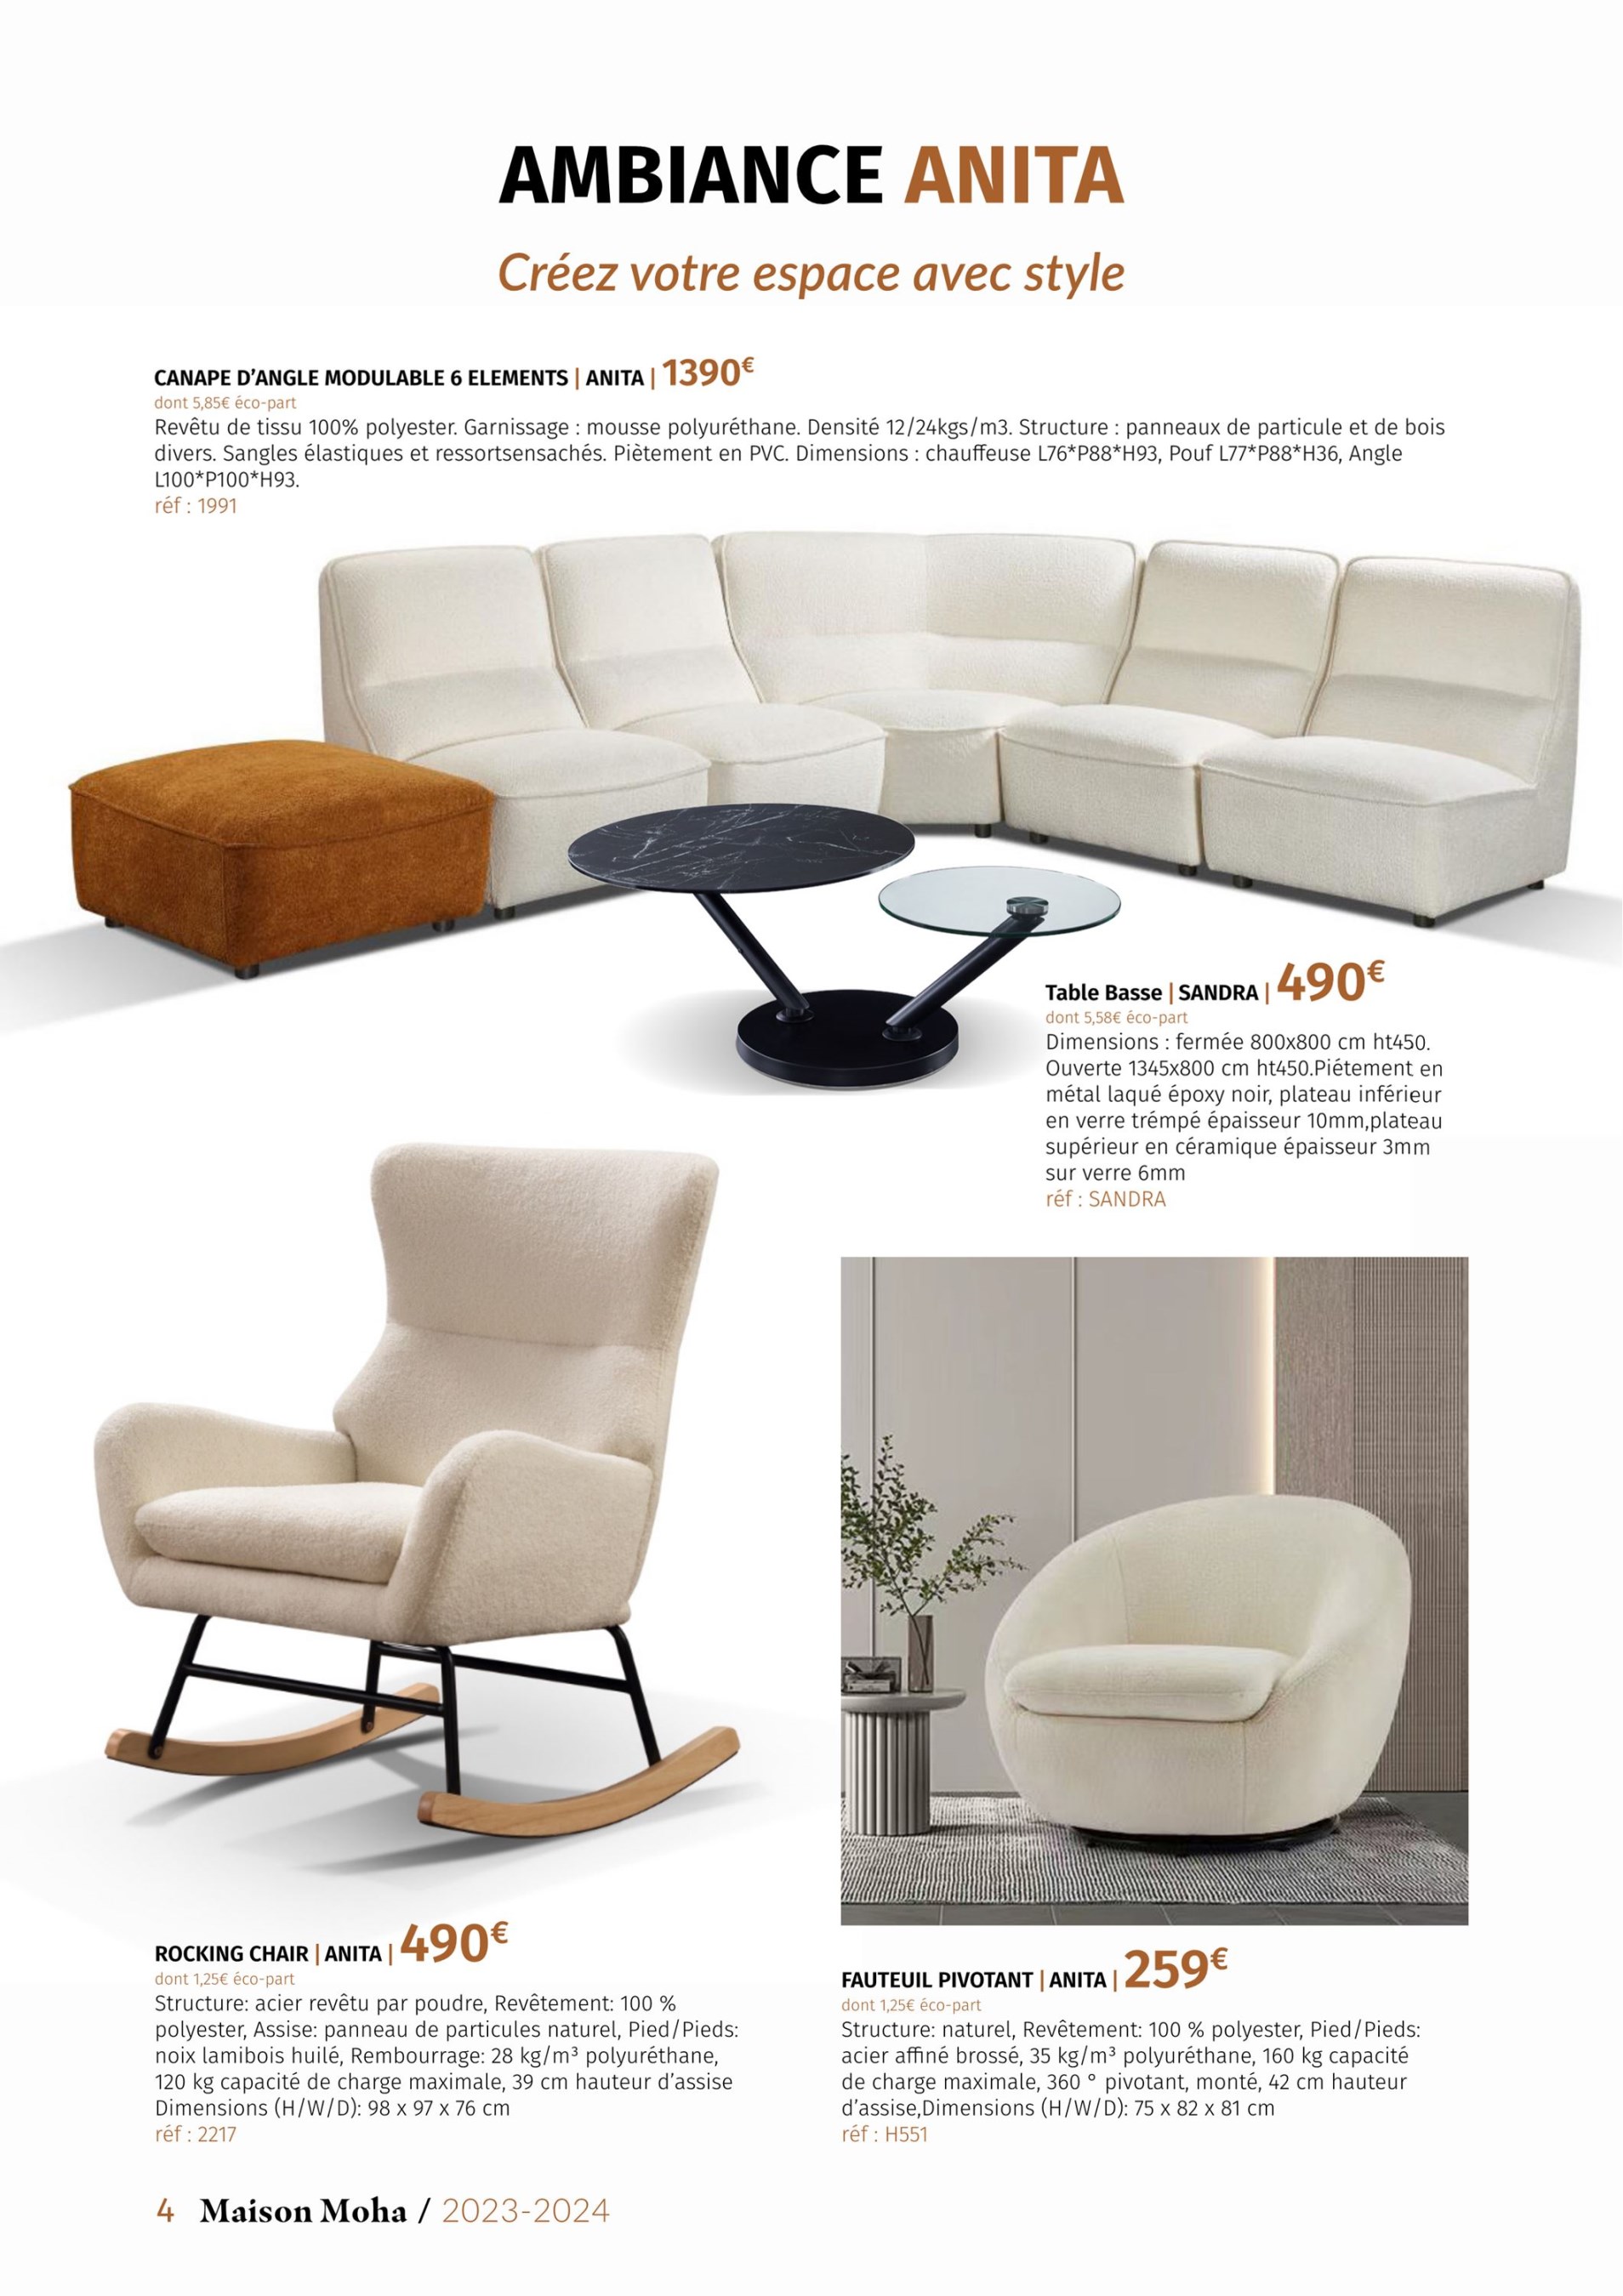 AMBIANCE ANITA
Créez votre espace avec style
CANAPE D’ANGLE MODULABLE 6 ELEMENTS | ANITA | 1390€
dont 5,85€ éco-part
Revêtu de tissu 100% polyester. Garnissage : mousse polyuréthane. Densité 12/24kgs/m3. Structure : panneaux de particule et de bois
divers. Sangles élastiques et ressortsensachés. Piètement en PVC. Dimensions : chauffeuse L76*P88*H93, Pouf L77*P88*H36, Angle
L100*P100*H93.
réf : 1991
Table Basse | SANDRA | 490€
dont 5,58€ éco-part
Dimensions : fermée 800x800 cm ht450.
Ouverte 1345x800 cm ht450.Piétement en
métal laqué époxy noir, plateau inférieur
en verre trémpé épaisseur 10mm,plateau
supérieur en céramique épaisseur 3mm
sur verre 6mm
réf : SANDRA
ROCKING CHAIR | ANITA | 490€
dont 1,25€ éco-part
Structure: acier revêtu par poudre, Revêtement: 100 %
polyester, Assise: panneau de particules naturel, Pied/Pieds:
noix lamibois huilé, Rembourrage: 28 kg/m³ polyuréthane,
120 kg capacité de charge maximale, 39 cm hauteur d’assise
Dimensions (H/W/D): 98 x 97 x 76 cm
réf : 2217
FAUTEUIL PIVOTANT | ANITA | 259€
dont 1,25€ éco-part
Structure: naturel, Revêtement: 100 % polyester, Pied/Pieds:
acier affiné brossé, 35 kg/m³ polyuréthane, 160 kg capacité
de charge maximale, 360 ° pivotant, monté, 42 cm hauteur
d’assise,Dimensions (H/W/D): 75 x 82 x 81 cm
réf : H551
4 Maison Moha / 2023-2024